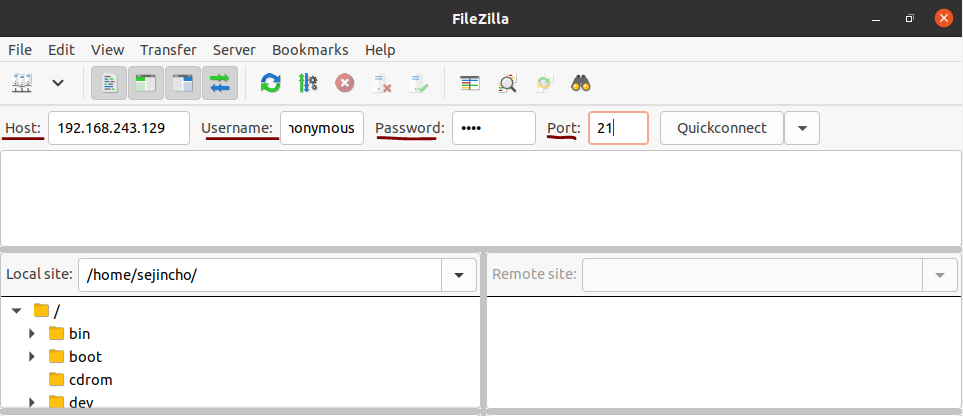 FileZilla
File Edit View Transfer Server Bookmarks Help
Host: 192.168.243.129 Username: nonymous Password: •••• Port: 21 Quickconnect
Local site: /home/sejincho/ Remote site:
/
bin
boot
cdrom
dev